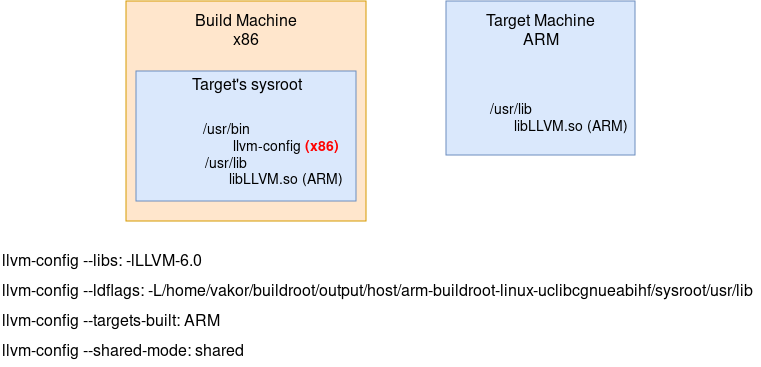 Build Machine
x86
Target's sysroot
/usr/bin
llvm-config (x86)
/usr/lib
libLLVM.so (ARM)
Target Machine
ARM
/usr/lib
libLLVM.so (ARM)
llvm-config --libs: -lLLVM-6.0
llvm-config --ldflags: -L/home/vakor/buildroot/output/host/arm-buildroot-linux-uclibcgnueabihf/sysroot/usr/lib
llvm-config --targets-built: ARM
llvm-config --shared-mode: shared